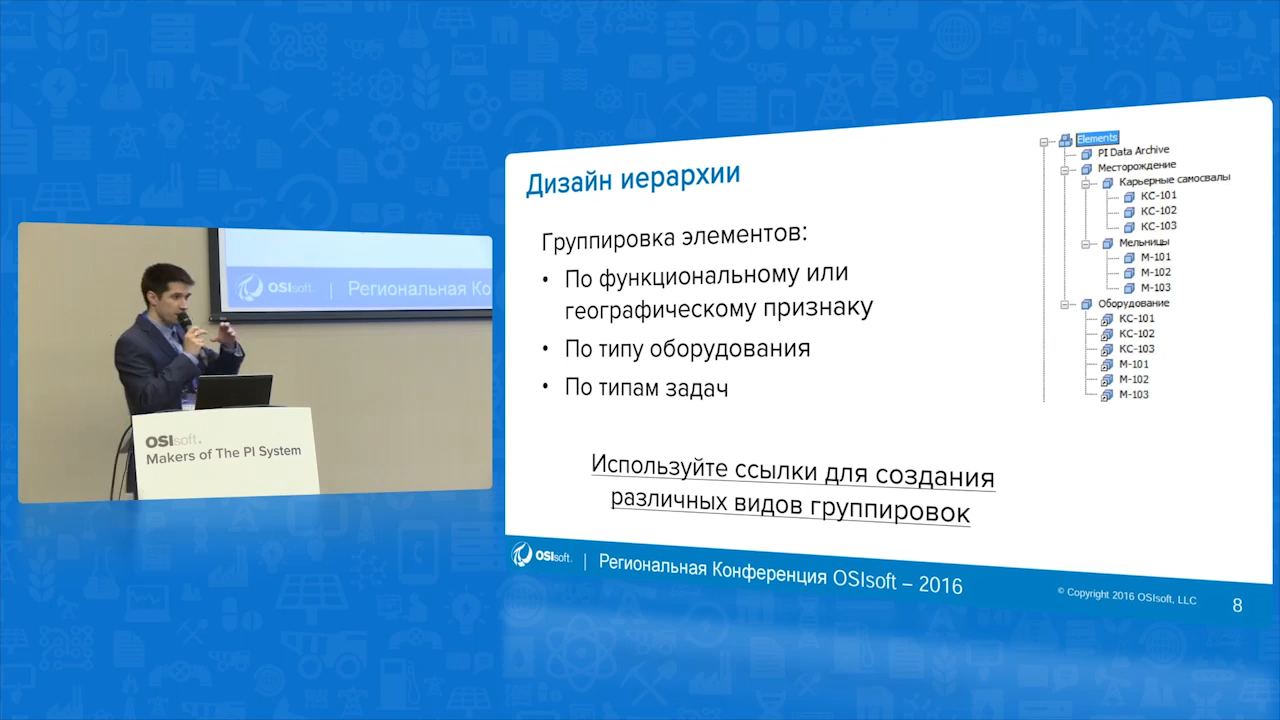 OSIsoft.
Региональная Ко
OSIsoft.
Makers of The PI System
Дизайн иерархии
Группировка элементов:
• По функциональному или
географическому признаку
• По типу оборудования
• По типам задач
Используйте ссылки для создания
различных видов группировок
Elements
PI Data Archive
Месторождение
Карьерные самосвалы
КС-101
КС-102
КС-103
Мельницы
М-101
М-102
М-103
Оборудование
КС-101
КС-102
КС-103
М-101
М-102
М-103
OSIsoft. | Региональная Конференция OSIsoft – 2016
© Copyright 2016 OSIsoft, LLC
8